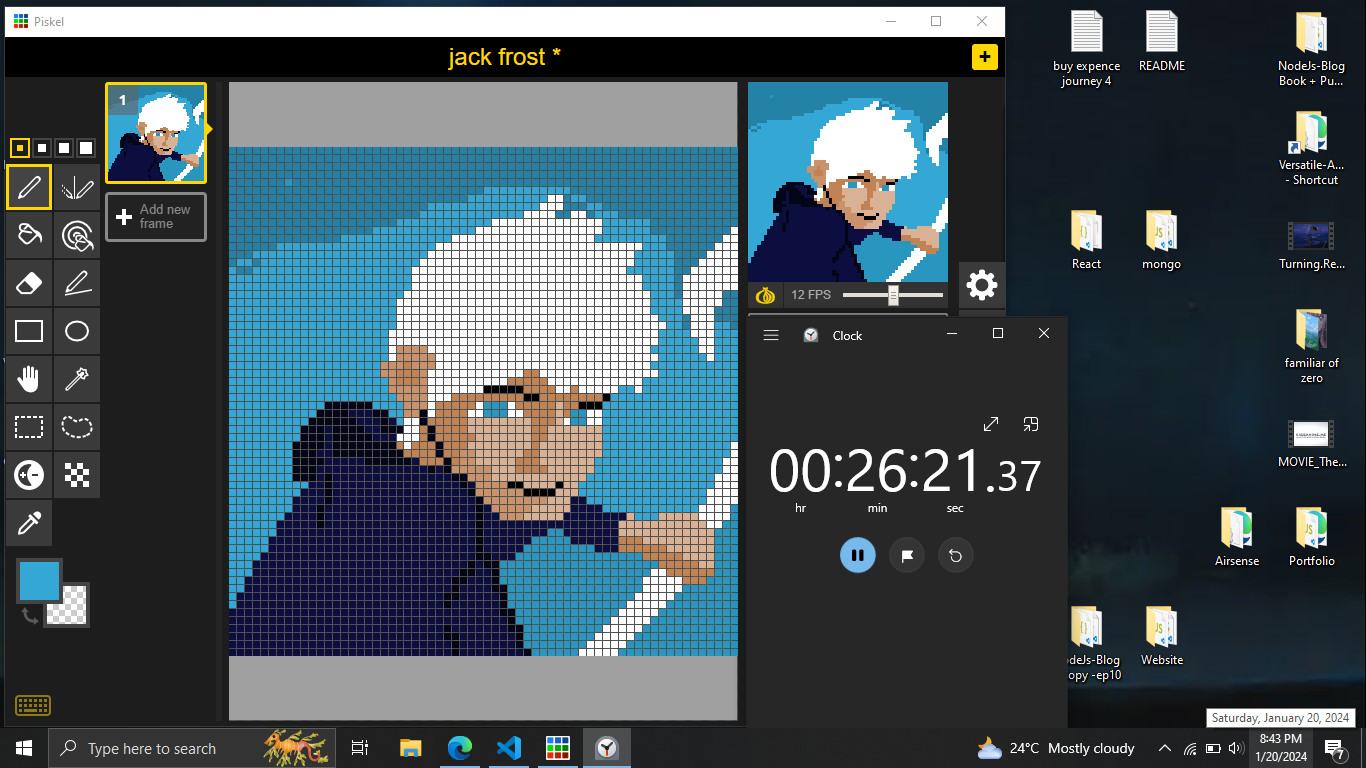 Piskel
jack frost *
1
Add new
frame
12 FPS
Clock
00:26:21.37
hr
min
sec
buy expence
journey 4
README
NodeJs-Blog
Book + Pu...
Versatile-A...
- Shortcut
React
mongo
Turning.Re...
familiar of
zero
MOVIE_The...
Airsense
Portfolio
odeJs-Blog
opy -ep10
Website
Saturday, January 20, 2024
Type here to search
24°C Mostly cloudy
8:43 PM
1/20/2024
7